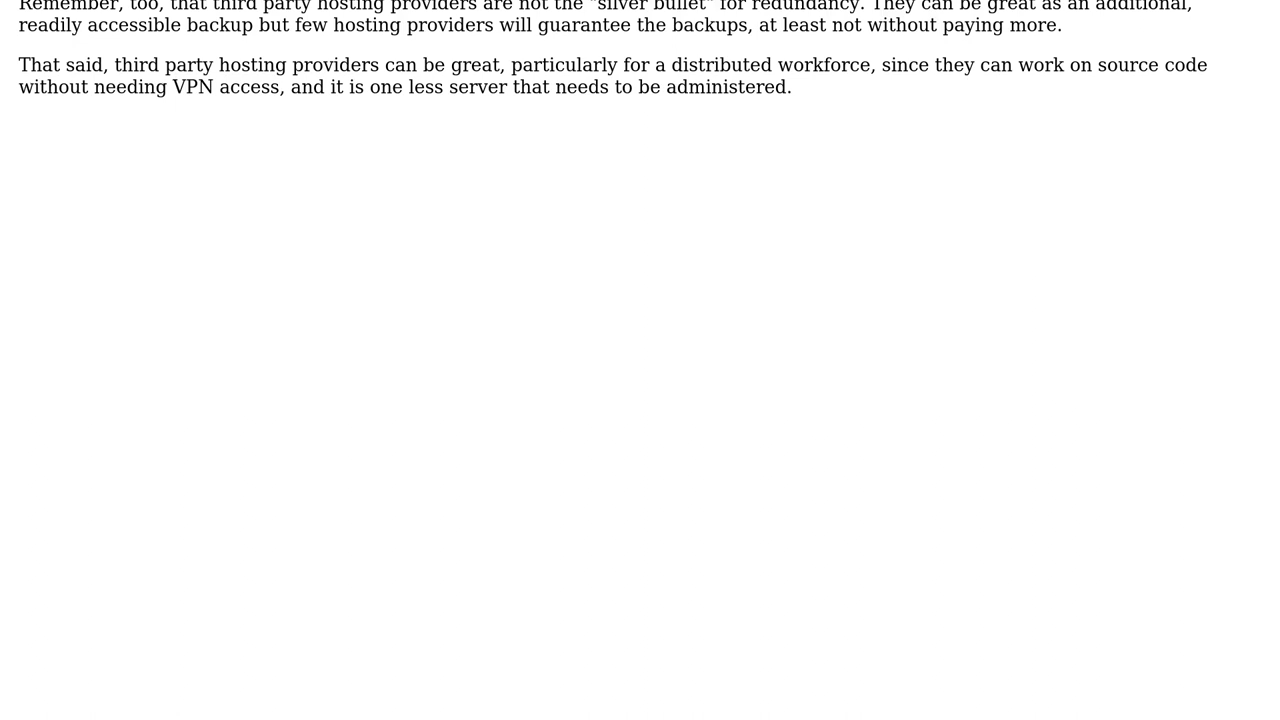 Remember, too, that third party hosting providers are not the "silver bullet" for redundancy. They can be great as an additional,
readily accessible backup but few hosting providers will guarantee the backups, at least not without paying more.
That said, third party hosting providers can be great, particularly for a distributed workforce, since they can work on source code
without needing VPN access, and it is one less server that needs to be administered.